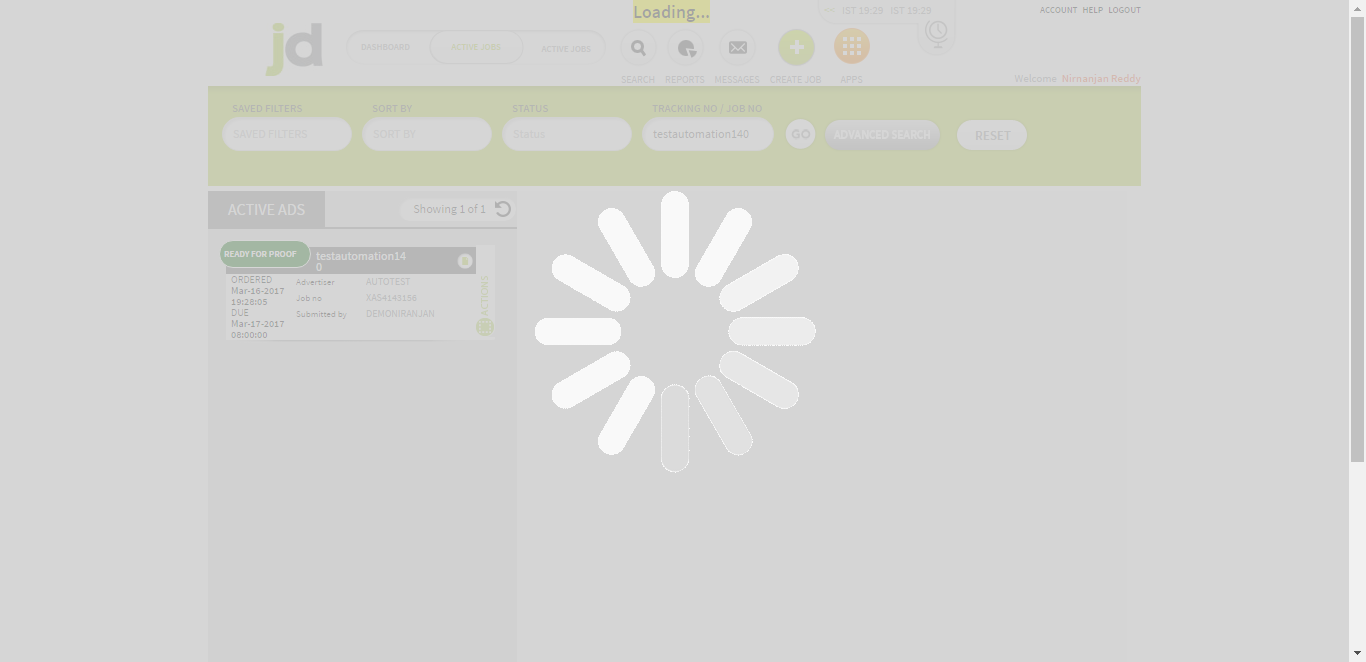 Loading...
<< IST 19:29 IST 19:29
ACCOUNT HELP LOGOUT
jd
DASHBOARD ACTIVE JOBS ACTIVE JOBS
SEARCH REPORTS MESSAGES CREATE JOB APPS
Welcome Nirnanjan Reddy
SAVED FILTERS SORT BY STATUS TRACKING NO / JOB NO
SAVED FILTERS SORT BY Status testautomation140 GO ADVANCED SEARCH RESET
ACTIVE ADS Showing 1 of 1
READY FOR PROOF testautomation14
0
ORDERED Advertiser AUTOTEST
Mar-16-2017
19:28:05 Job no XAS4143156
DUE Submitted by DEMONIRANJAN
Mar-17-2017
08:00:00
ACTIONS